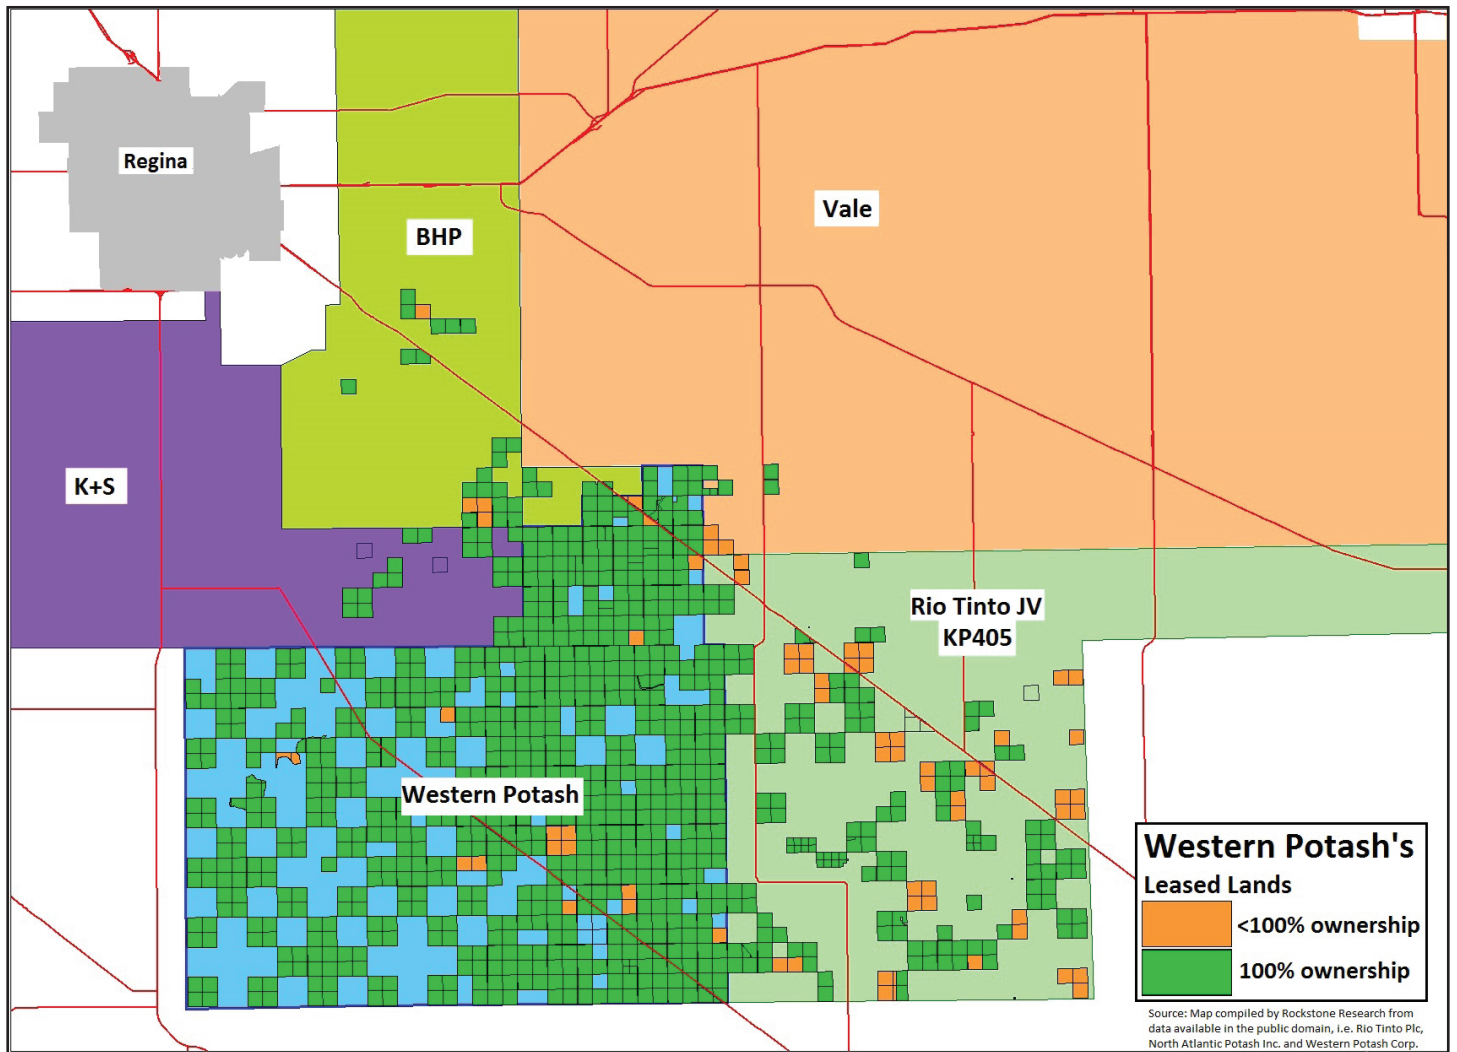 Regina
Vale
BHP
K+S
Rio Tinto JV
KP405
Western Potash
Western Potash's
Leased Lands
<100% ownership
100% ownership
Source: Map compiled by Rockstone Research from
data available in the public domain, i.e. Rio Tinto Plc,
North Atlantic Potash Inc. and Western Potash Corp.